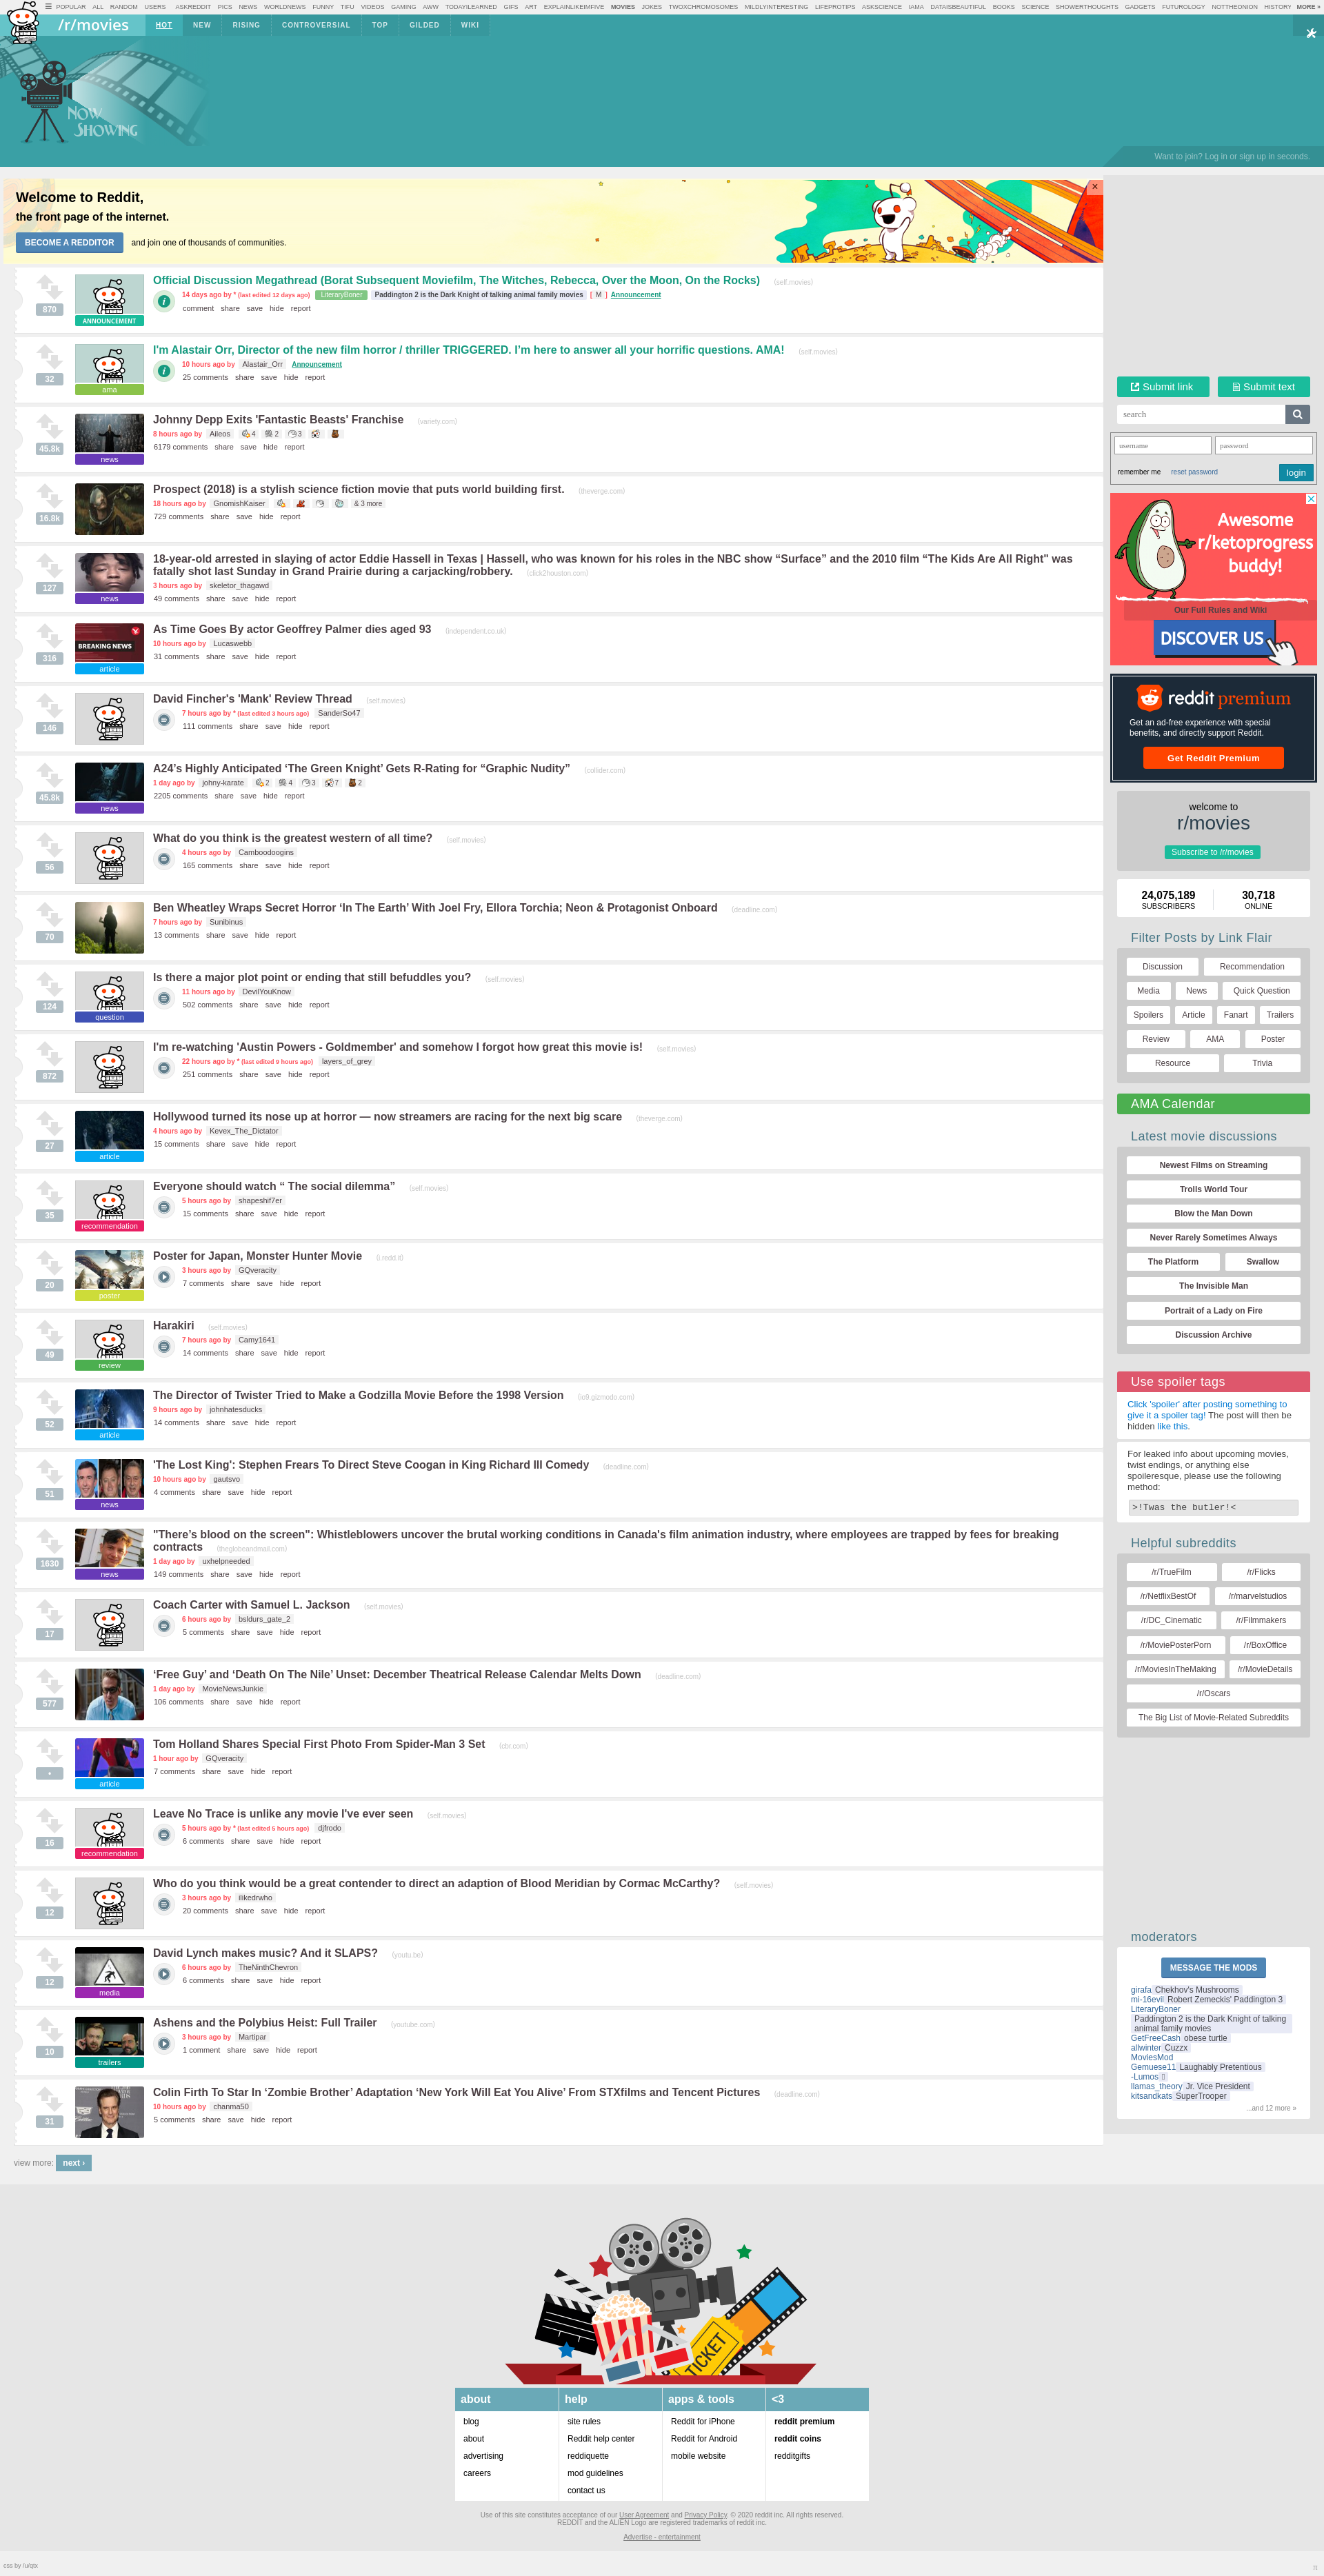 POPULAR ALL RANDOM USERS ASKREDDIT PICS NEWS WORLDNEWS FUNNY TIFU VIDEOS GAMING AWW TODAYILEARNED GIFS ART EXPLAINLIKEIMFIVE MOVIES JOKES TWOXCHROMOSOMES MILDLYINTERESTING LIFEPROTIPS ASKSCIENCE IAMA DATAISBEAUTIFUL BOOKS SCIENCE SHOWERTHOUGHTS GADGETS FUTUROLOGY NOTTHEONION HISTORY MORE »
/r/movies HOT NEW RISING CONTROVERSIAL TOP GILDED WIKI
Now Showing
Want to join? Log in or sign up in seconds.
Welcome to Reddit,
the front page of the internet.
BECOME A REDDITOR and join one of thousands of communities.
Official Discussion Megathread (Borat Subsequent Moviefilm, The Witches, Rebecca, Over the Moon, On the Rocks) (self.movies)
870
ANNOUNCEMENT
14 days ago by * (last edited 12 days ago) LiteraryBoner Paddington 2 is the Dark Knight of talking animal family movies [ M ] Announcement
comment share save hide report
I'm Alastair Orr, Director of the new film horror / thriller TRIGGERED. I’m here to answer all your horrific questions. AMA! (self.movies)
32
ama
10 hours ago by Alastair_Orr Announcement
25 comments share save hide report
Johnny Depp Exits 'Fantastic Beasts' Franchise (variety.com)
45.8k
news
8 hours ago by Aileos 4 2 3
6179 comments share save hide report
Prospect (2018) is a stylish science fiction movie that puts world building first. (theverge.com)
16.8k
18 hours ago by GnomishKaiser & 3 more
729 comments share save hide report
18-year-old arrested in slaying of actor Eddie Hassell in Texas | Hassell, who was known for his roles in the NBC show “Surface” and the 2010 film “The Kids Are All Right" was
fatally shot last Sunday in Grand Prairie during a carjacking/robbery. (click2houston.com)
127
news
3 hours ago by skeletor_thagawd
49 comments share save hide report
As Time Goes By actor Geoffrey Palmer dies aged 93 (independent.co.uk)
316
BREAKING NEWS
article
10 hours ago by Lucaswebb
31 comments share save hide report
David Fincher's 'Mank' Review Thread (self.movies)
146
7 hours ago by * (last edited 3 hours ago) SanderSo47
111 comments share save hide report
A24’s Highly Anticipated ‘The Green Knight’ Gets R-Rating for “Graphic Nudity” (collider.com)
45.8k
news
1 day ago by johny-karate 2 4 3 7 2
2205 comments share save hide report
What do you think is the greatest western of all time? (self.movies)
56
4 hours ago by Camboodoogins
165 comments share save hide report
Ben Wheatley Wraps Secret Horror ‘In The Earth’ With Joel Fry, Ellora Torchia; Neon & Protagonist Onboard (deadline.com)
70
7 hours ago by Sunibinus
13 comments share save hide report
Is there a major plot point or ending that still befuddles you? (self.movies)
124
question
11 hours ago by DevilYouKnow
502 comments share save hide report
I'm re-watching 'Austin Powers - Goldmember' and somehow I forgot how great this movie is! (self.movies)
872
22 hours ago by * (last edited 9 hours ago) layers_of_grey
251 comments share save hide report
Hollywood turned its nose up at horror — now streamers are racing for the next big scare (theverge.com)
27
article
4 hours ago by Kevex_The_Dictator
15 comments share save hide report
Everyone should watch “ The social dilemma” (self.movies)
35
recommendation
5 hours ago by shapeshif7er
15 comments share save hide report
Poster for Japan, Monster Hunter Movie (i.redd.it)
20
poster
3 hours ago by GQveracity
7 comments share save hide report
Harakiri (self.movies)
49
review
7 hours ago by Camy1641
14 comments share save hide report
The Director of Twister Tried to Make a Godzilla Movie Before the 1998 Version (io9.gizmodo.com)
52
article
9 hours ago by johnhatesducks
14 comments share save hide report
'The Lost King': Stephen Frears To Direct Steve Coogan in King Richard III Comedy (deadline.com)
51
news
10 hours ago by gautsvo
4 comments share save hide report
"There’s blood on the screen": Whistleblowers uncover the brutal working conditions in Canada's film animation industry, where employees are trapped by fees for breaking
contracts (theglobeandmail.com)
1630
news
1 day ago by uxhelpneeded
149 comments share save hide report
Coach Carter with Samuel L. Jackson (self.movies)
17
6 hours ago by bsldurs_gate_2
5 comments share save hide report
‘Free Guy’ and ‘Death On The Nile’ Unset: December Theatrical Release Calendar Melts Down (deadline.com)
577
1 day ago by MovieNewsJunkie
106 comments share save hide report
Tom Holland Shares Special First Photo From Spider-Man 3 Set (cbr.com)
•
article
1 hour ago by GQveracity
7 comments share save hide report
Leave No Trace is unlike any movie I've ever seen (self.movies)
16
recommendation
5 hours ago by * (last edited 5 hours ago) djfrodo
6 comments share save hide report
Who do you think would be a great contender to direct an adaption of Blood Meridian by Cormac McCarthy? (self.movies)
12
3 hours ago by ilikedrwho
20 comments share save hide report
David Lynch makes music? And it SLAPS? (youtu.be)
12
media
6 hours ago by TheNinthChevron
6 comments share save hide report
Ashens and the Polybius Heist: Full Trailer (youtube.com)
10
trailers
3 hours ago by Martipar
1 comment share save hide report
Colin Firth To Star In ‘Zombie Brother’ Adaptation ‘New York Will Eat You Alive’ From STXfilms and Tencent Pictures (deadline.com)
31
10 hours ago by chanma50
5 comments share save hide report
view more: next ›
Submit link Submit text
search
username password
remember me reset password login
Awesome
r/ketoprogress
buddy!
Our Full Rules and Wiki
DISCOVER US
reddit premium
Get an ad-free experience with special
benefits, and directly support Reddit.
Get Reddit Premium
welcome to
r/movies
Subscribe to /r/movies
24,075,189 30,718
SUBSCRIBERS ONLINE
Filter Posts by Link Flair
Discussion Recommendation
Media News Quick Question
Spoilers Article Fanart Trailers
Review AMA Poster
Resource Trivia
AMA Calendar
Latest movie discussions
Newest Films on Streaming
Trolls World Tour
Blow the Man Down
Never Rarely Sometimes Always
The Platform Swallow
The Invisible Man
Portrait of a Lady on Fire
Discussion Archive
Use spoiler tags
Click 'spoiler' after posting something to
give it a spoiler tag! The post will then be
hidden like this.
For leaked info about upcoming movies,
twist endings, or anything else
spoileresque, please use the following
method:
>!Twas the butler!<
Helpful subreddits
/r/TrueFilm /r/Flicks
/r/NetflixBestOf /r/marvelstudios
/r/DC_Cinematic /r/Filmmakers
/r/MoviePosterPorn /r/BoxOffice
/r/MoviesInTheMaking /r/MovieDetails
/r/Oscars
The Big List of Movie-Related Subreddits
moderators
MESSAGE THE MODS
girafa Chekhov's Mushrooms
mi-16evil Robert Zemeckis' Paddington 3
LiteraryBoner
Paddington 2 is the Dark Knight of talking
animal family movies
GetFreeCash obese turtle
allwinter Cuzzx
MoviesMod
Gemuese11 Laughably Pretentious
-Lumos
llamas_theory Jr. Vice President
kitsandkats SuperTrooper
...and 12 more »
TICKET
about help apps & tools <3
blog site rules Reddit for iPhone reddit premium
about Reddit help center Reddit for Android reddit coins
advertising reddiquette mobile website redditgifts
careers mod guidelines
contact us
Use of this site constitutes acceptance of our User Agreement and Privacy Policy. © 2020 reddit inc. All rights reserved.
REDDIT and the ALIEN Logo are registered trademarks of reddit inc.
Advertise - entertainment
css by /u/qtx
π